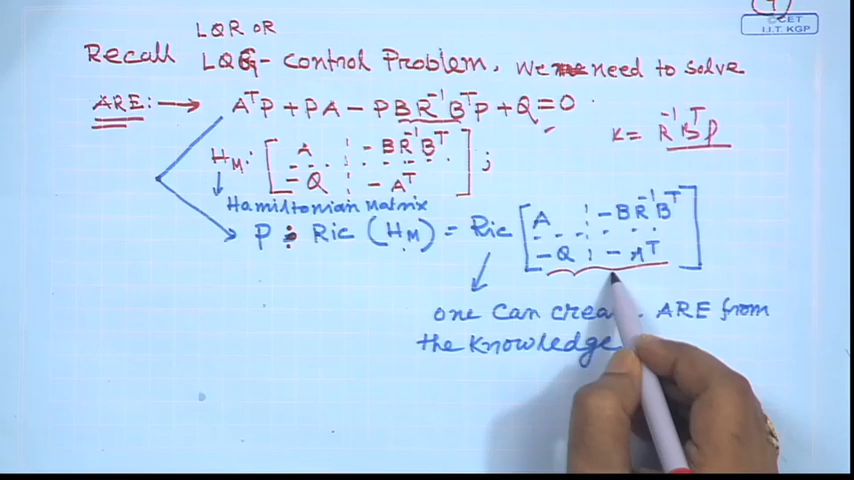 4
CET
I.I.T. KGP
LQR OR
Recall LQG - Control Problem, we need to solve
ARE: → AᵀP + PA - PBR⁻¹BᵀP + Q = 0 .
K = R⁻¹BᵀP
H_M : [ A ¦ -BR⁻¹Bᵀ
-Q ¦ -Aᵀ ] ;
Hamiltonian Matrix
P : Ric (H_M) = Ric [ A ¦ -BR⁻¹Bᵀ
-Q ¦ -Aᵀ ]
one can ARE from
the knowledge